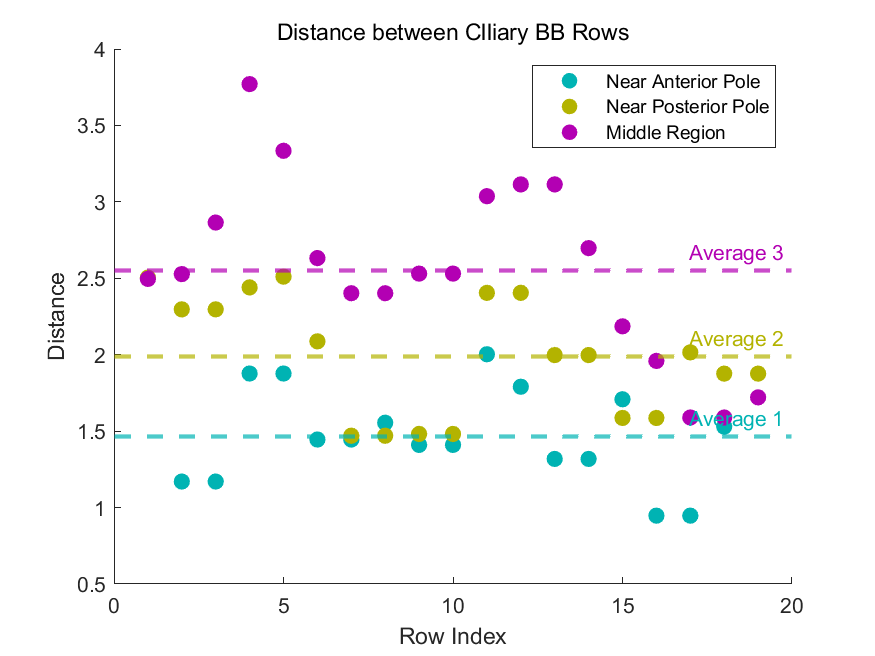 Distance between CIliary BB Rows
4
3.5
3
2.5
2
1.5
1
0.5
Distance
Near Anterior Pole
Near Posterior Pole
Middle Region
Average 3
Average 2
Average 1
0
5
10
15
20
Row Index